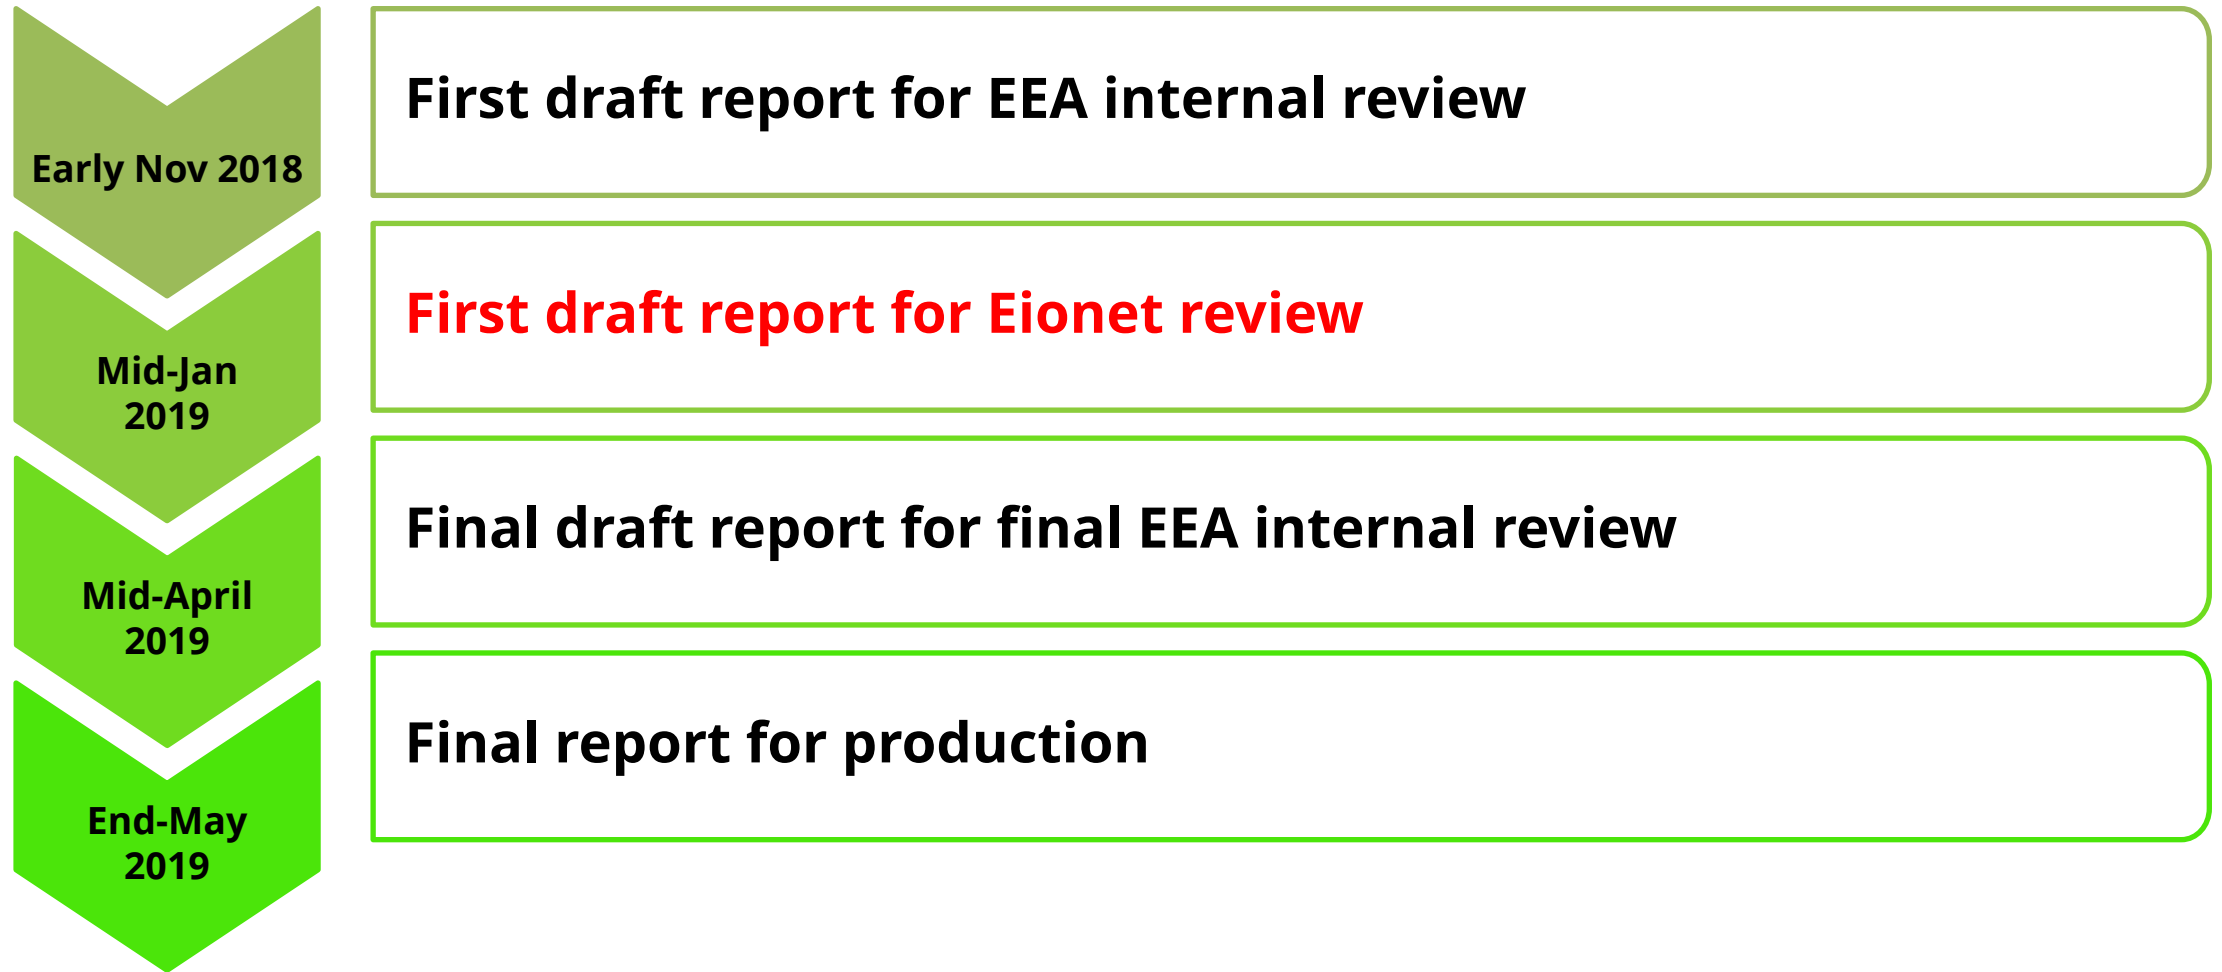 Early Nov 2018
First draft report for EEA internal review
Mid-Jan
2019
First draft report for Eionet review
Mid-April
2019
Final draft report for final EEA internal review
End-May
2019
Final report for production